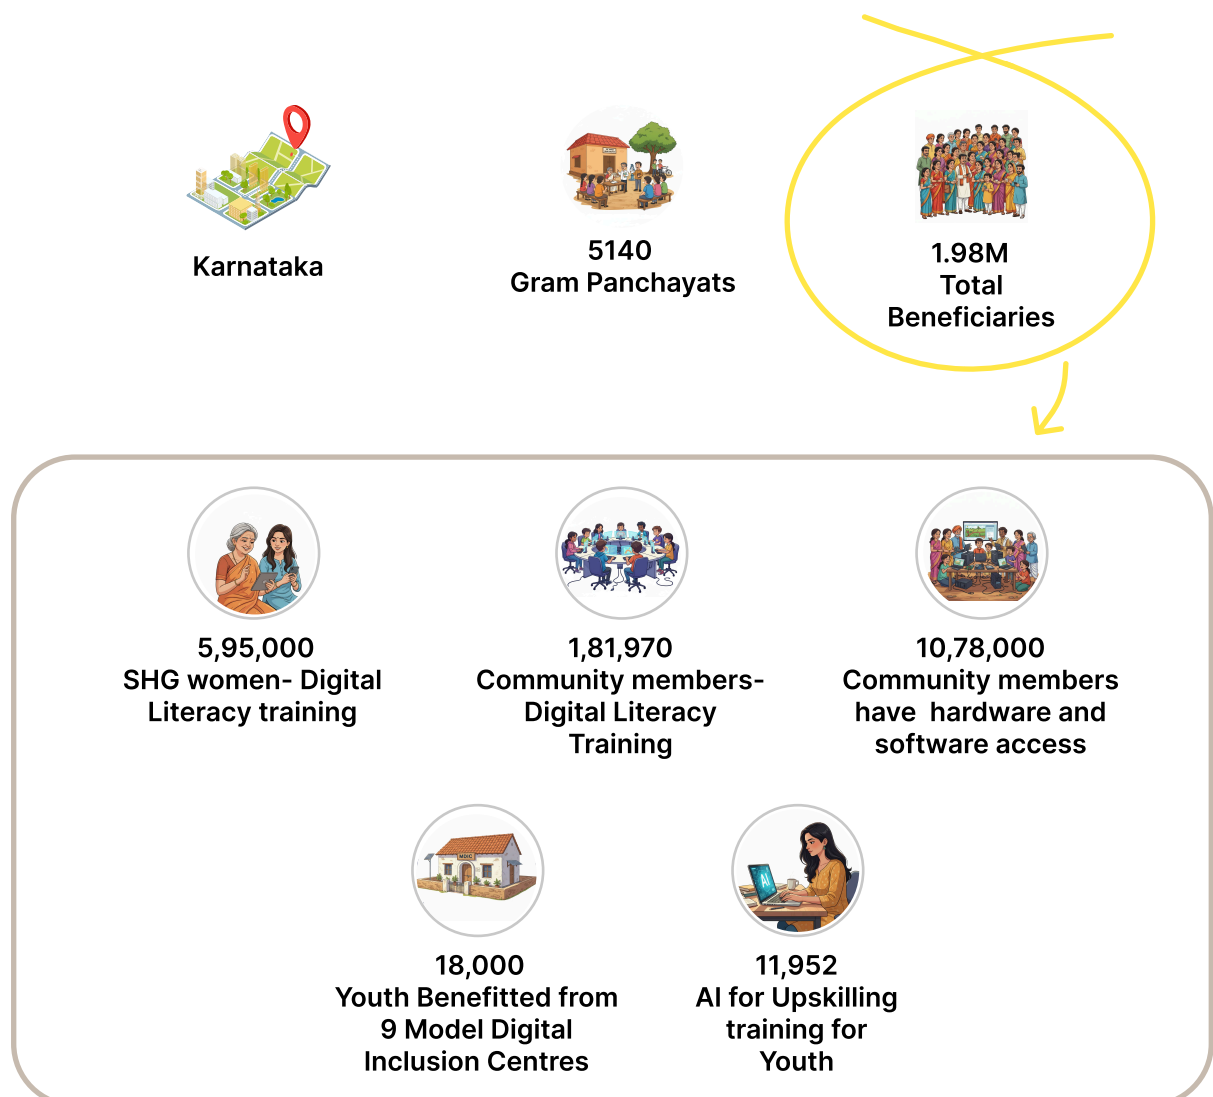 Karnataka
5140
Gram Panchayats
1.98M
Total
Beneficiaries
5,95,000
SHG women- Digital
Literacy training
1,81,970
Community members-
Digital Literacy
Training
10,78,000
Community members
have  hardware and
software access
MDIC
18,000
Youth Benefitted from
9 Model Digital
Inclusion Centres
AI
11,952
AI for Upskilling
training for
Youth